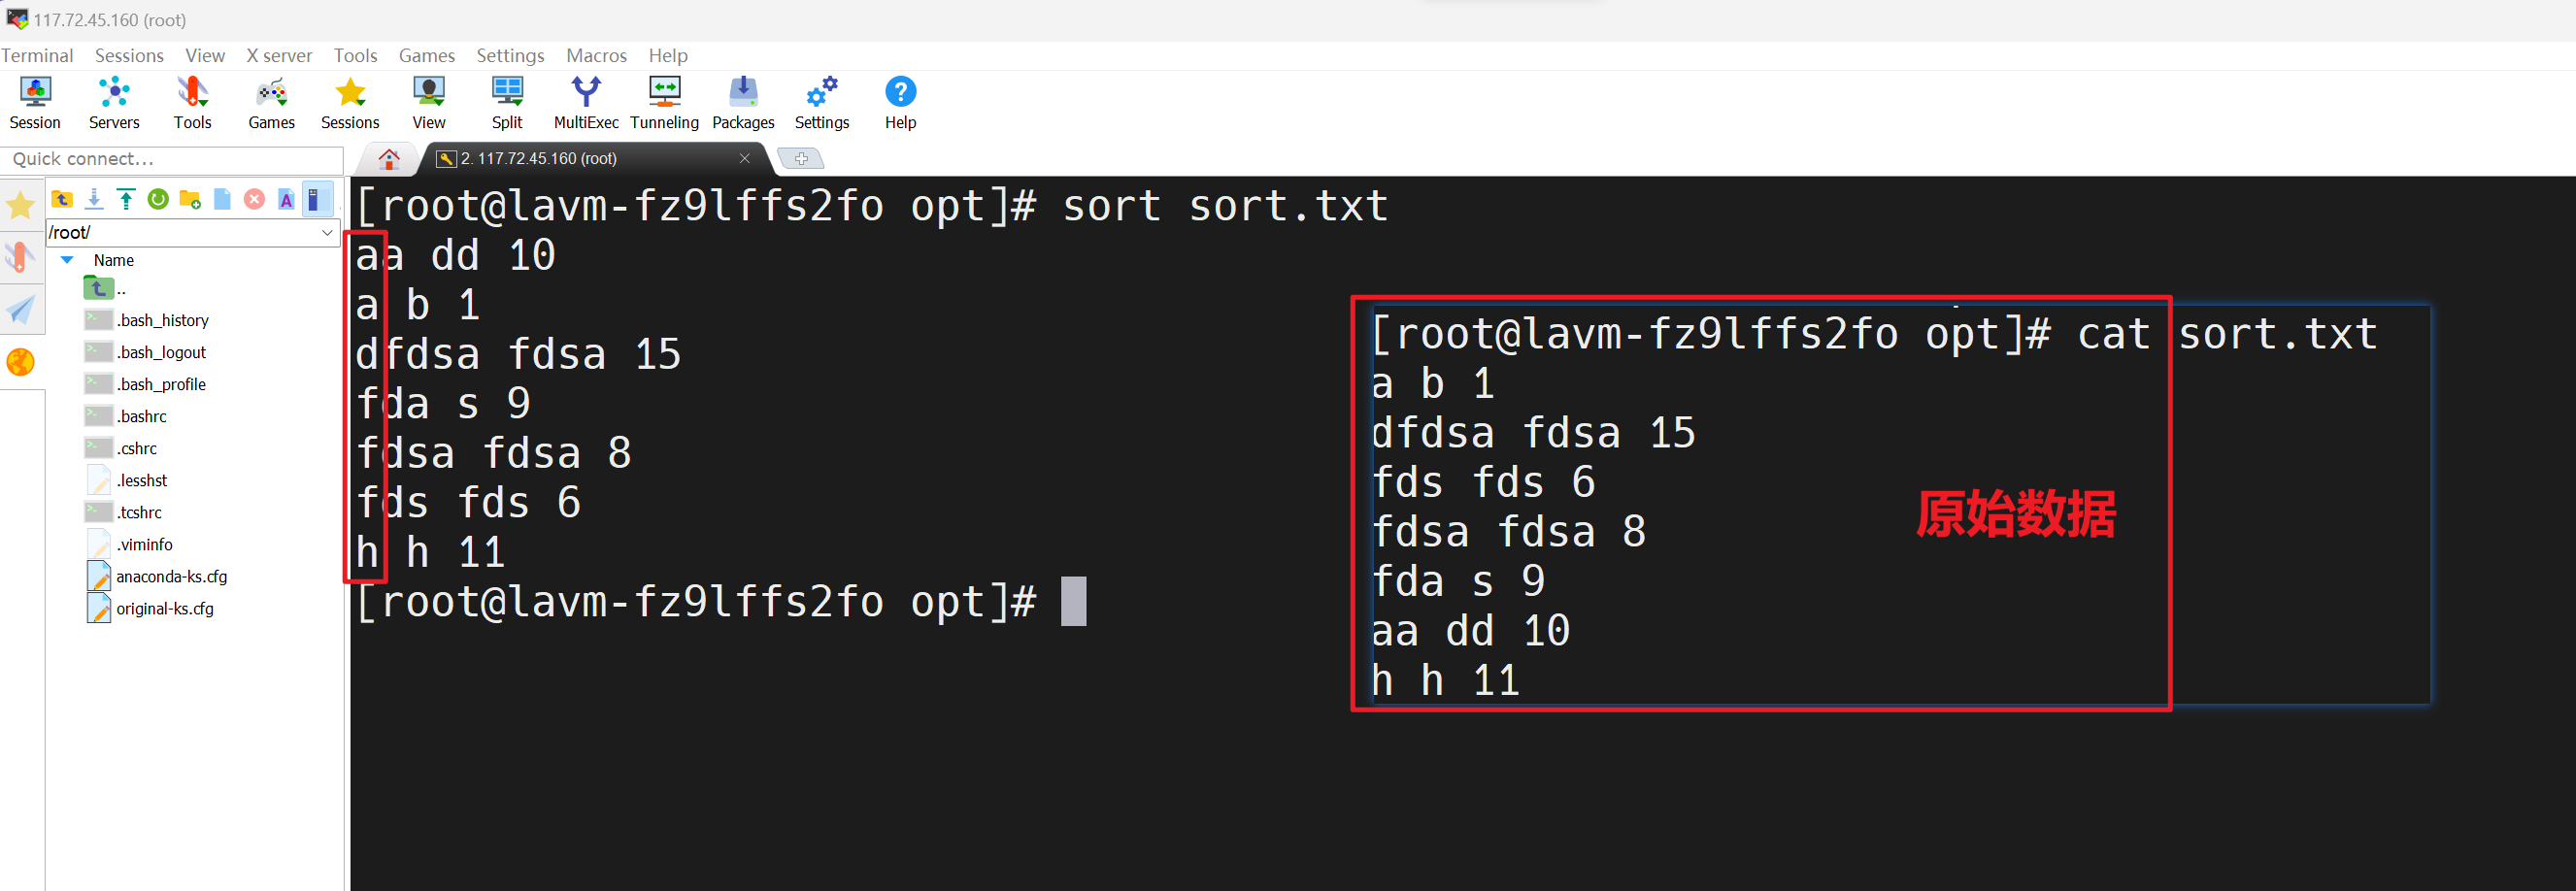 117.72.45.160 (root)
Terminal Sessions View X server Tools Games Settings Macros Help
Session Servers Tools Games Sessions View Split MultiExec Tunneling Packages Settings Help
Quick connect...
2. 117.72.45.160 (root)
/root/
Name
..
.bash_history
.bash_logout
.bash_profile
.bashrc
.cshrc
.lesshst
.tcshrc
.viminfo
anaconda-ks.cfg
original-ks.cfg
[root@lavm-fz9lffs2fo opt]# sort sort.txt
aa dd 10
a b 1
dfdsa fdsa 15
fda s 9
fdsa fdsa 8
fds fds 6
h h 11
[root@lavm-fz9lffs2fo opt]#
[root@lavm-fz9lffs2fo opt]# cat sort.txt
a b 1
dfdsa fdsa 15
fds fds 6
fdsa fdsa 8
fda s 9
aa dd 10
h h 11
原始数据